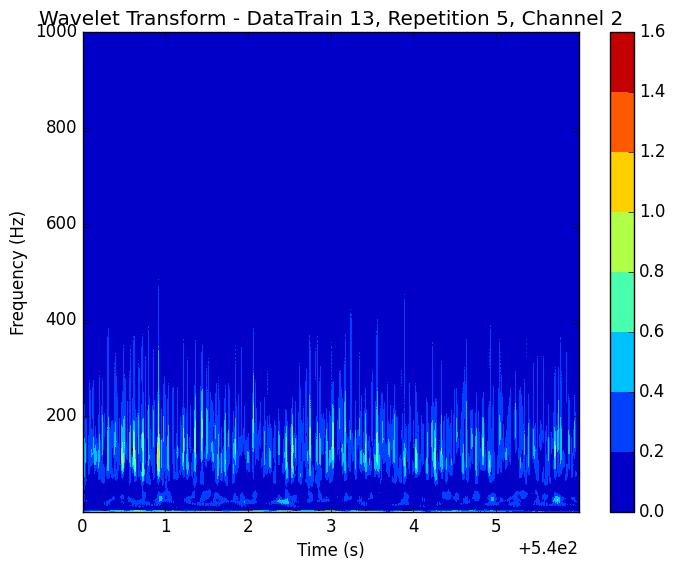 Wavelet Transform - DataTrain 13, Repetition 5, Channel 2
1000
800
600
400
200
Frequency (Hz)
0 1 2 3 4 5
+5.4e2
Time (s)
1.6
1.4
1.2
1.0
0.8
0.6
0.4
0.2
0.0